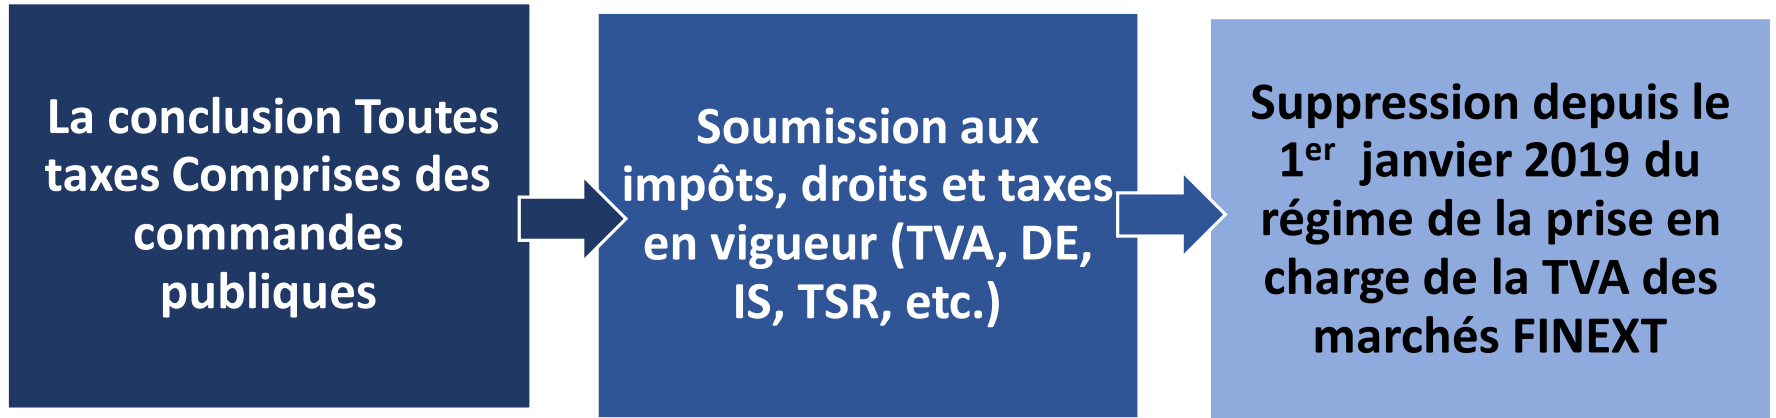 La conclusion Toutes
taxes Comprises des
commandes
publiques
Soumission aux
impôts, droits et taxes
en vigueur (TVA, DE,
IS, TSR, etc.)
Suppression depuis le
1er janvier 2019 du
régime de la prise en
charge de la TVA des
marchés FINEXT